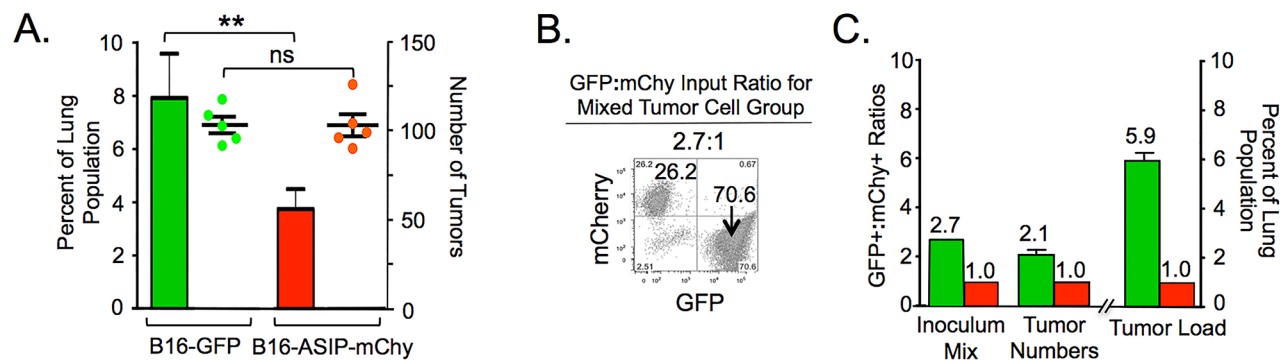 A.
**
ns
Percent of Lung
Population
10
8
6
4
2
0
150
100
50
0
Number of Tumors
B16-GFP
B16-ASIP-mChy
B.
GFP:mChy Input Ratio for
Mixed Tumor Cell Group
2.7:1
26.2
0.67
26.2
70.6
2.51
70.6
mCherry
GFP
C.
GFP+:mChy+ Ratios
10
8
6
4
2
0
2.7
1.0
2.1
1.0
5.9
1.0
10
8
6
4
2
0
Percent of Lung
Population
Inoculum
Mix
Tumor
Numbers
Tumor Load